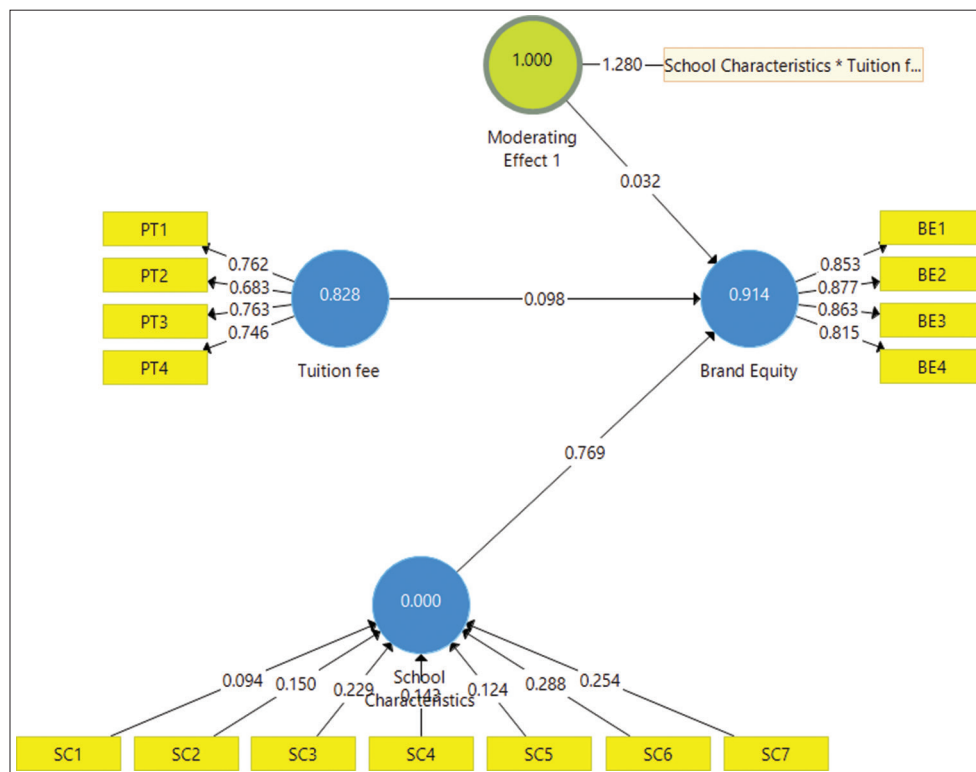 1.000
1.280
School Characteristics * Tuition f...
Moderating
Effect 1
0.032
PT1
PT2
PT3
PT4
0.762
0.683
0.763
0.746
0.828
Tuition fee
0.098
0.914
Brand Equity
0.853
0.877
0.863
0.815
BE1
BE2
BE3
BE4
0.769
0.000
School
Characteristics
0.094
0.150
0.229
0.143
0.124
0.288
0.254
SC1
SC2
SC3
SC4
SC5
SC6
SC7